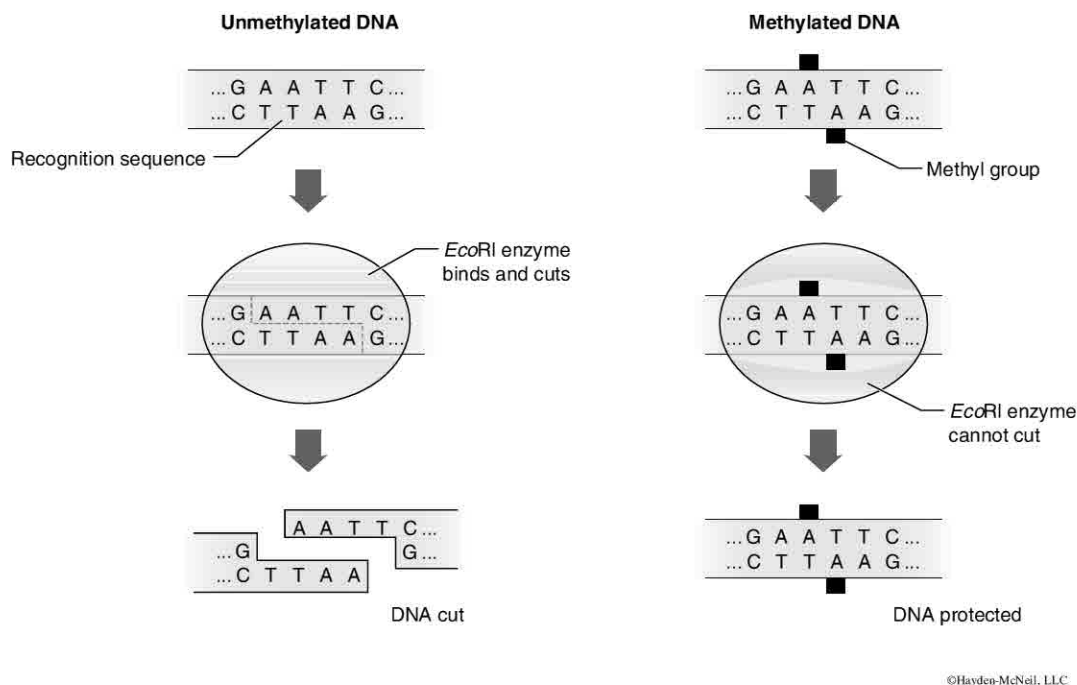 Unmethylated DNA
...G A A T T C...
...C T T A A G...
Recognition sequence
EcoRI enzyme
binds and cuts
...G A A T T C...
...C T T A A G...
A A T T C...
...G
G...
...C T T A A
DNA cut
Methylated DNA
...G A A T T C...
...C T T A A G...
Methyl group
...G A A T T C...
...C T T A A G...
EcoRI enzyme
cannot cut
...G A A T T C...
...C T T A A G...
DNA protected
©Hayden-McNeil, LLC